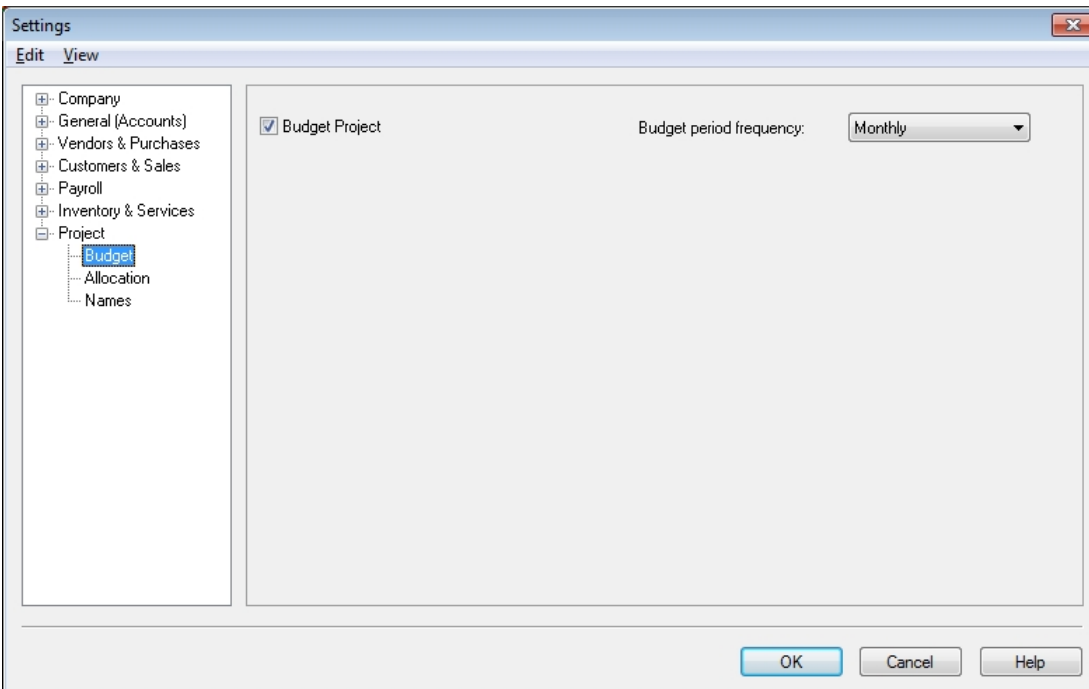 Settings
Edit View
Company
General (Accounts)
Vendors & Purchases
Customers & Sales
Payroll
Inventory & Services
Project
Budget
Allocation
Names
Budget Project
Budget period frequency:
Monthly
OK
Cancel
Help